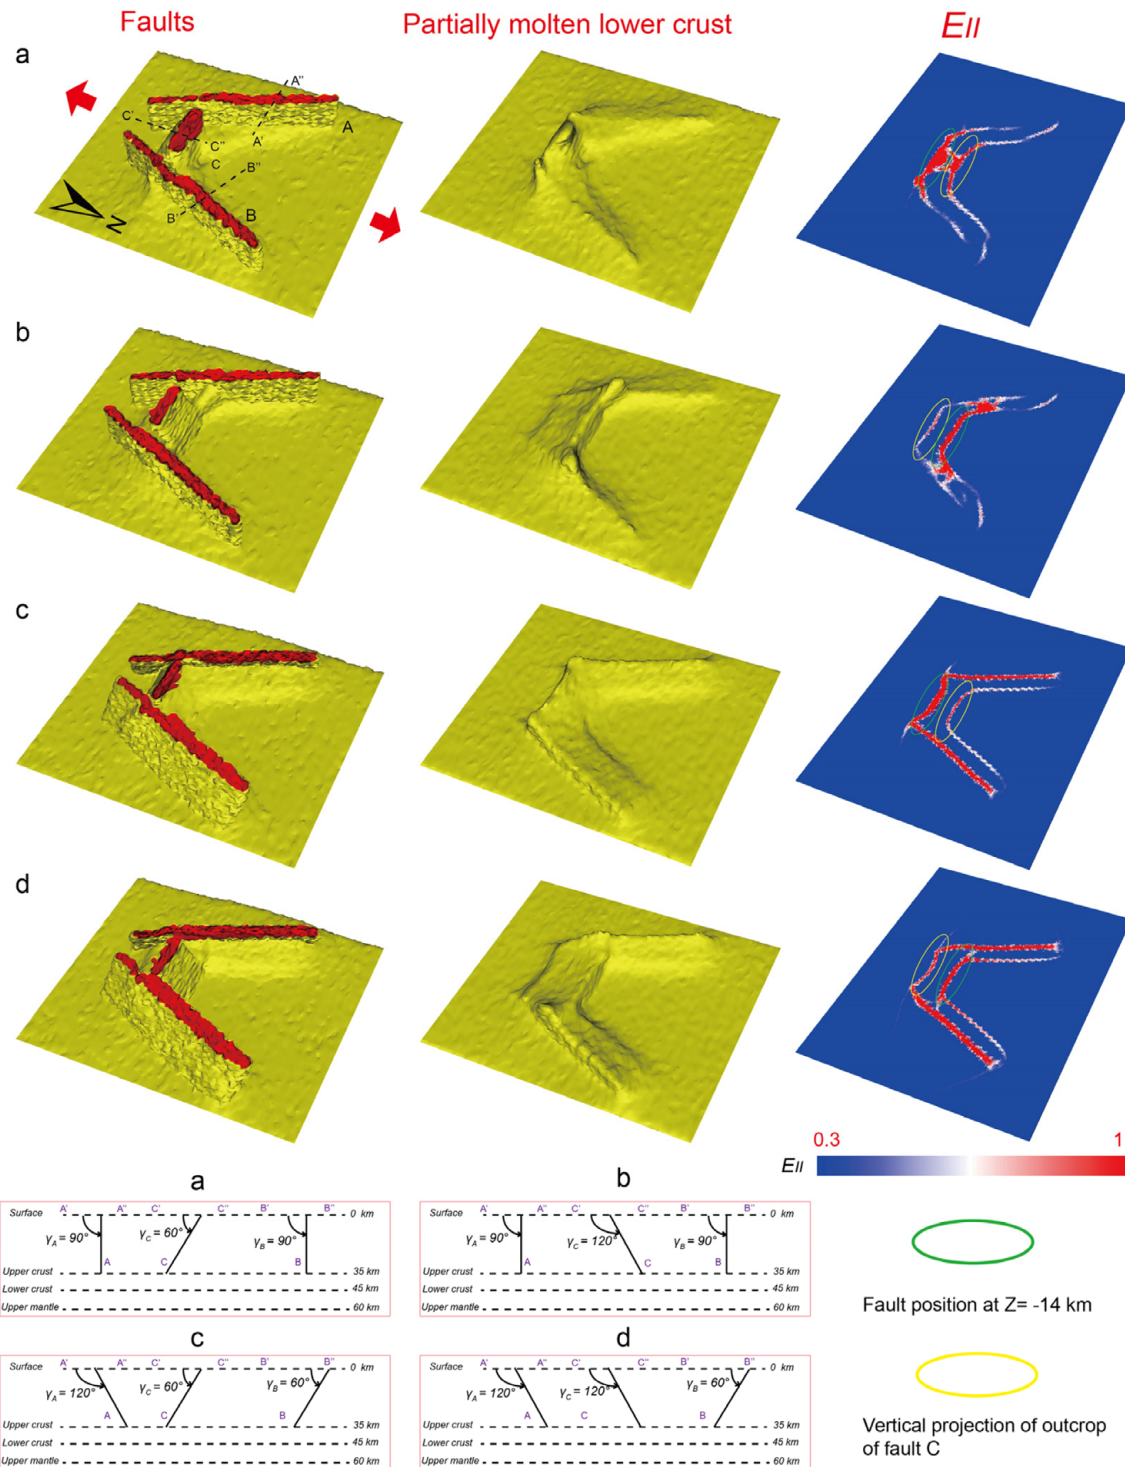 Faults
Partially molten lower crust
EII
a
A''
C'
A'
A
C''
C
B''
B'
B
N
b
c
d
0.3
1
EII
a
Surface
A'
A''
C'
C''
B'
B''
0 km
γA = 90°
γC = 60°
γB = 90°
A
C
B
Upper crust
35 km
Lower crust
45 km
Upper mantle
60 km
b
Surface
A'
A''
C'
C''
B'
B''
0 km
γA = 90°
γC = 120°
γB = 90°
A
C
B
Upper crust
35 km
Lower crust
45 km
Upper mantle
60 km
Fault position at Z= -14 km
c
Surface
A'
A''
C'
C''
B'
B''
0 km
γA = 120°
γC = 60°
γB = 60°
A
C
B
Upper crust
35 km
Lower crust
45 km
Upper mantle
60 km
d
Surface
A'
A''
C'
C''
B'
B''
0 km
γA = 120°
γC = 120°
γB = 60°
A
C
B
Upper crust
35 km
Lower crust
45 km
Upper mantle
60 km
Vertical projection of outcrop
of fault C